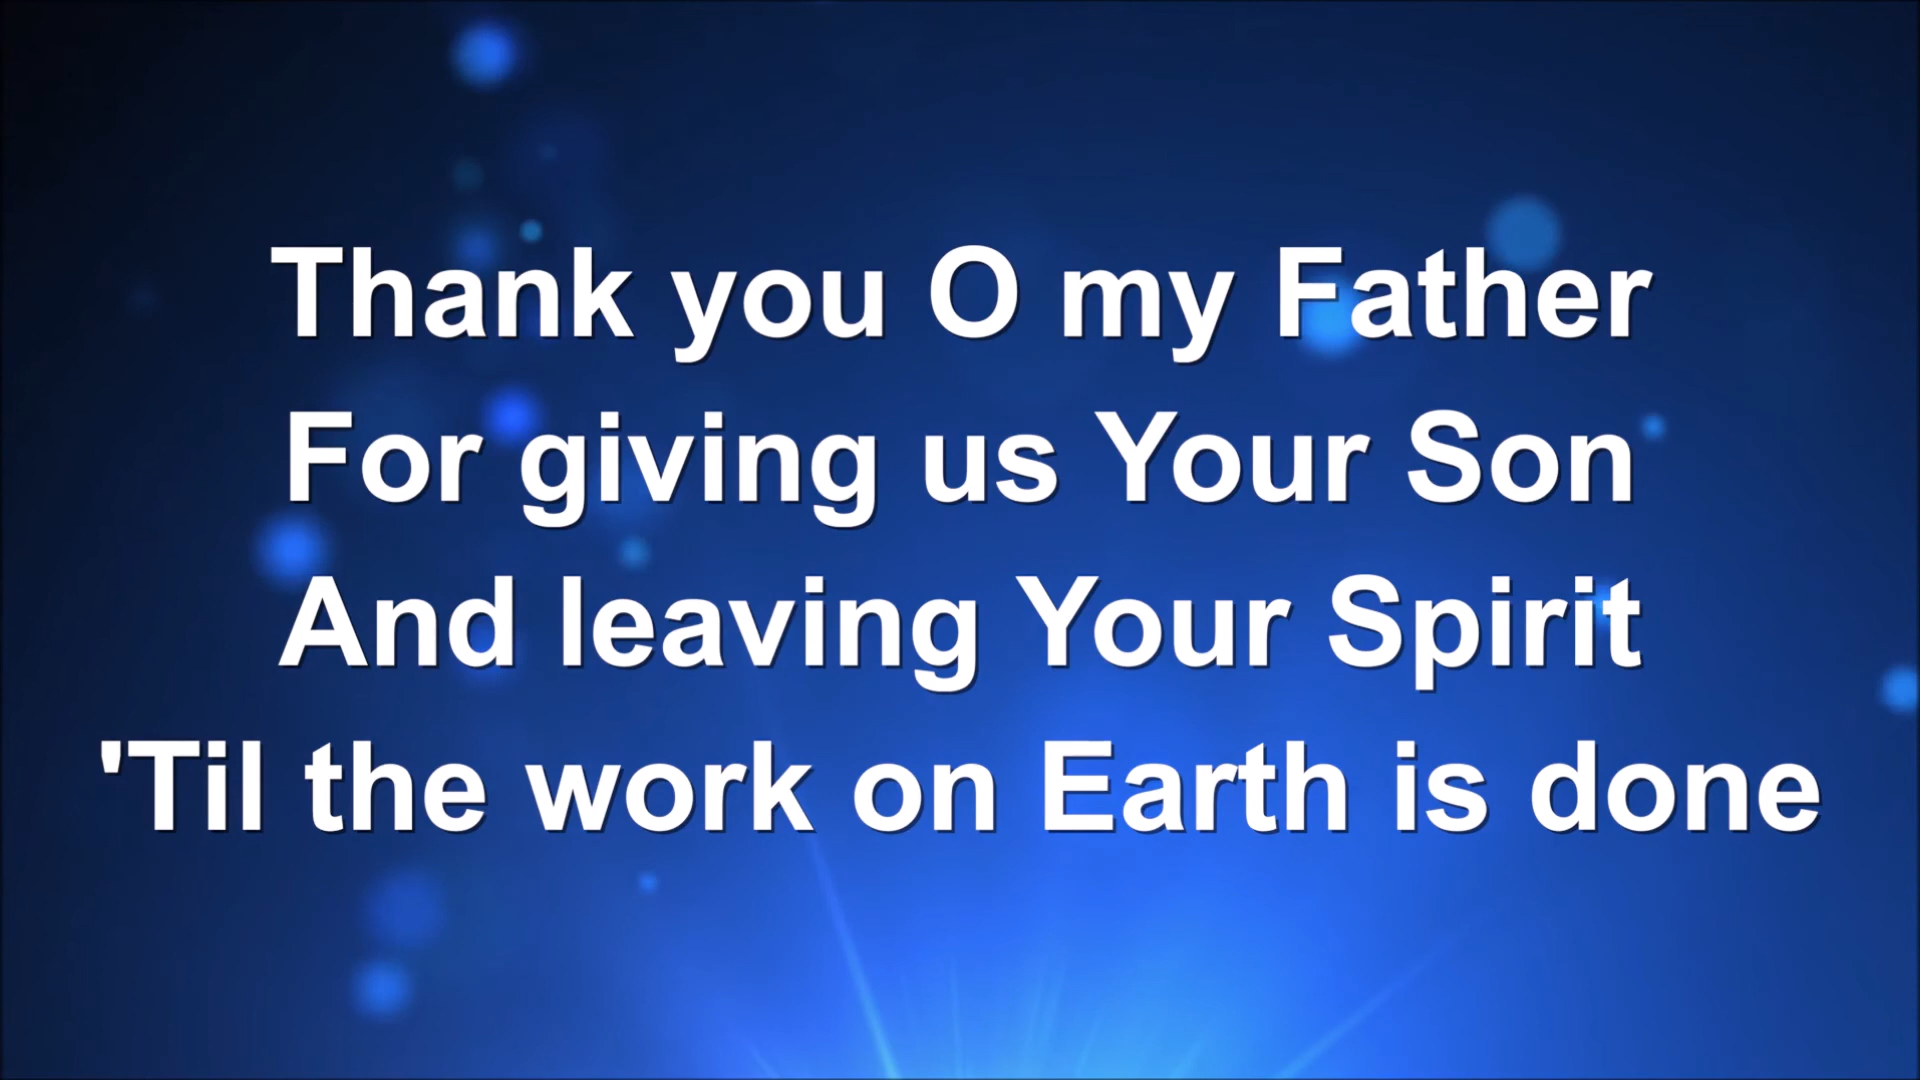 Thank you O my Father
For giving us Your Son
And leaving Your Spirit
'Til the work on Earth is done